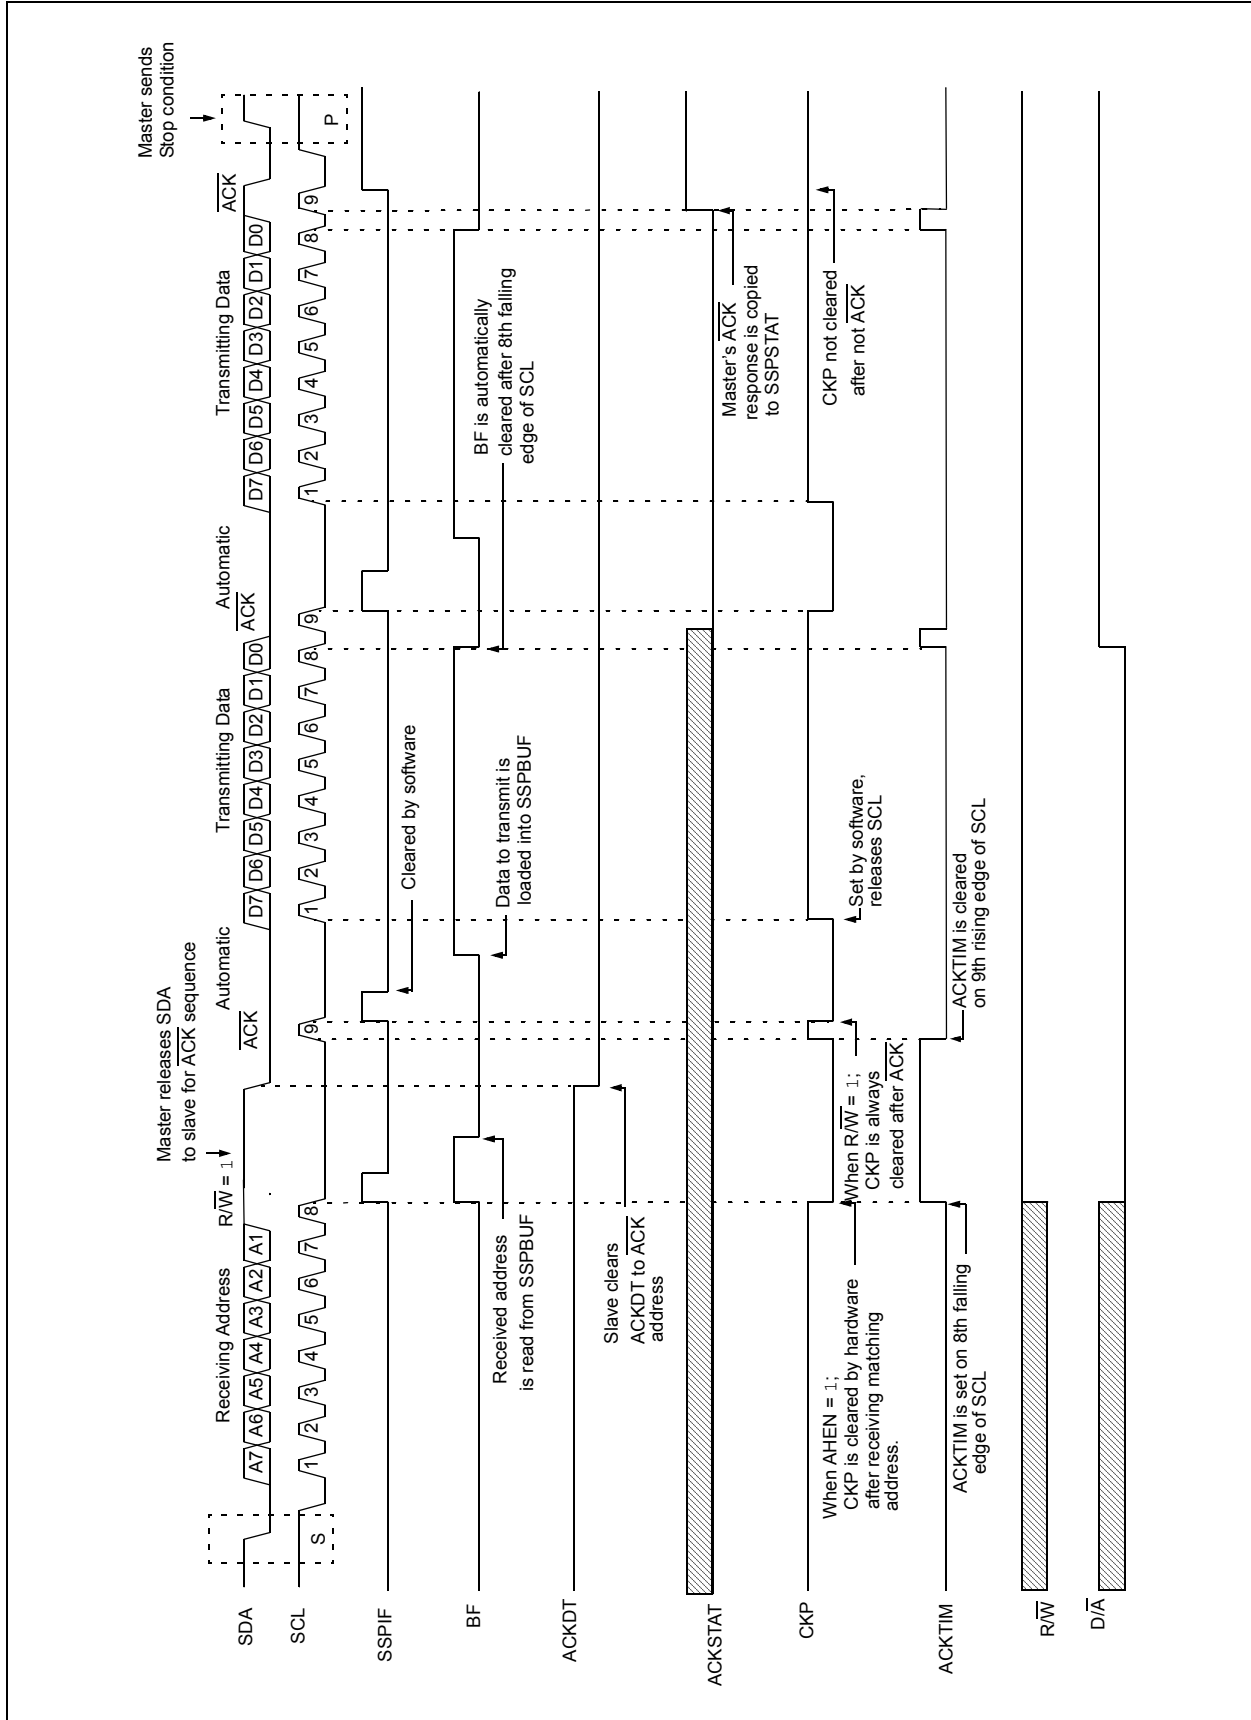 Master releases SDA
to slave for ACK sequence
Master sends
Stop condition
Receiving Address
R/W = 1
ACK
Automatic
Transmitting Data
ACK
Automatic
Transmitting Data
ACK
SDA
A7 A6 A5 A4 A3 A2 A1
D7 D6 D5 D4 D3 D2 D1 D0
D7 D6 D5 D4 D3 D2 D1 D0
SCL
1 2 3 4 5 6 7 8 9
1 2 3 4 5 6 7 8 9
1 2 3 4 5 6 7 8 9
S
P
SSPIF
Cleared by software
BF
Received address
is read from SSPBUF
Data to transmit is
loaded into SSPBUF
BF is automatically
cleared after 8th falling
edge of SCL
ACKDT
Slave clears
ACKDT to ACK
address
ACKSTAT
Master's ACK
response is copied
to SSPSTAT
CKP
When AHEN = 1;
CKP is cleared by hardware
after receiving matching
address.
When R/W = 1;
CKP is always
cleared after ACK
Set by software,
releases SCL
CKP not cleared
after not ACK
ACKTIM
ACKTIM is set on 8th falling
edge of SCL
ACKTIM is cleared
on 9th rising edge of SCL
R/W
D/A